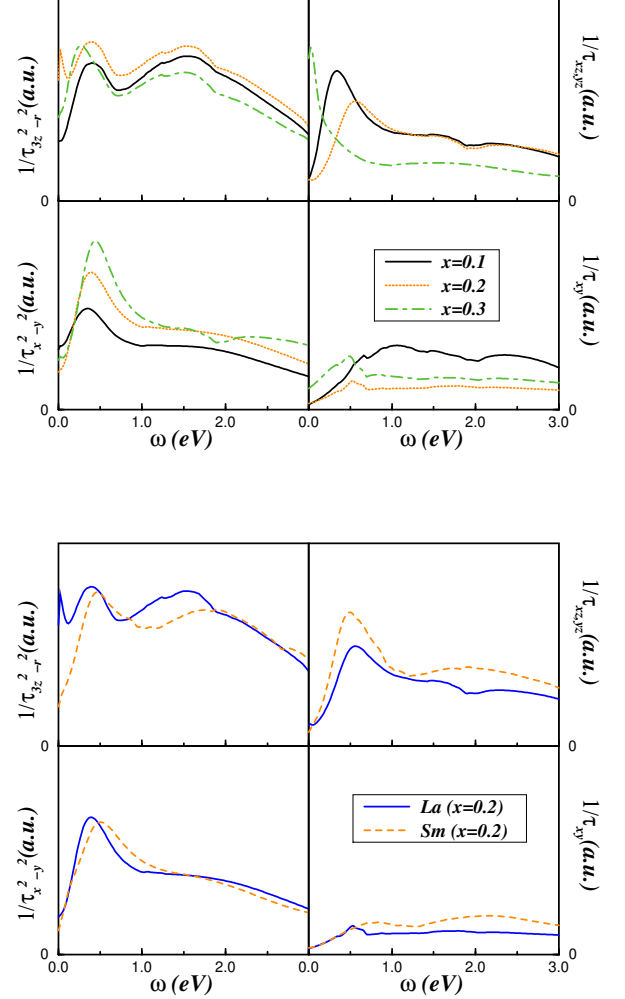 1/τ3z²−r² (a.u.)
1/τxz,yz(a.u.)
0
0
1/τx²−y² (a.u.)
1/τxy(a.u.)
x=0.1
x=0.2
x=0.3
0
0
0.0 1.0 2.0 0.0 1.0 2.0 3.0
ω (eV) ω (eV)
1/τ3z²−r² (a.u.)
1/τxz,yz(a.u.)
0
0
1/τx²−y² (a.u.)
1/τxy(a.u.)
La (x=0.2)
Sm (x=0.2)
0
0
0.0 1.0 2.0 0.0 1.0 2.0 3.0
ω (eV) ω (eV)